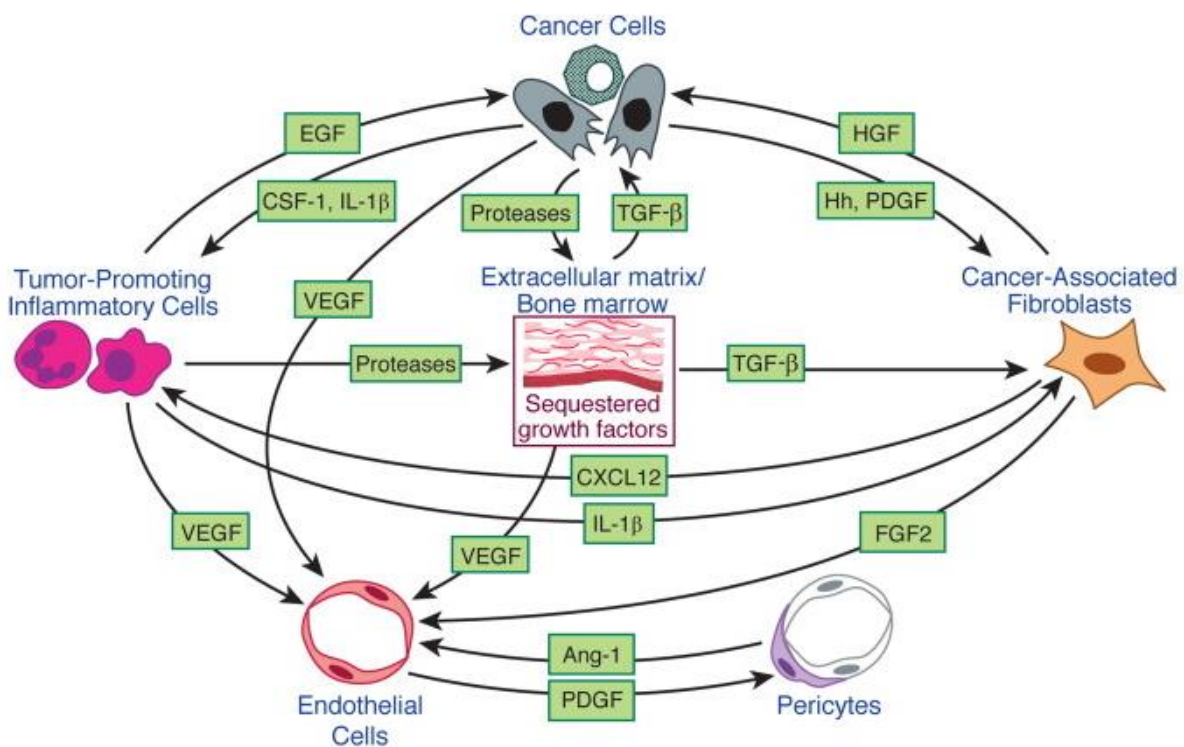 Cancer Cells
EGF
HGF
CSF-1, IL-1β
Proteases
TGF-β
Hh, PDGF
Tumor-Promoting
Inflammatory Cells
Extracellular matrix/
Bone marrow
Cancer-Associated
Fibroblasts
VEGF
Proteases
TGF-β
Sequestered
growth factors
CXCL12
IL-1β
VEGF
VEGF
FGF2
Ang-1
PDGF
Endothelial
Cells
Pericytes